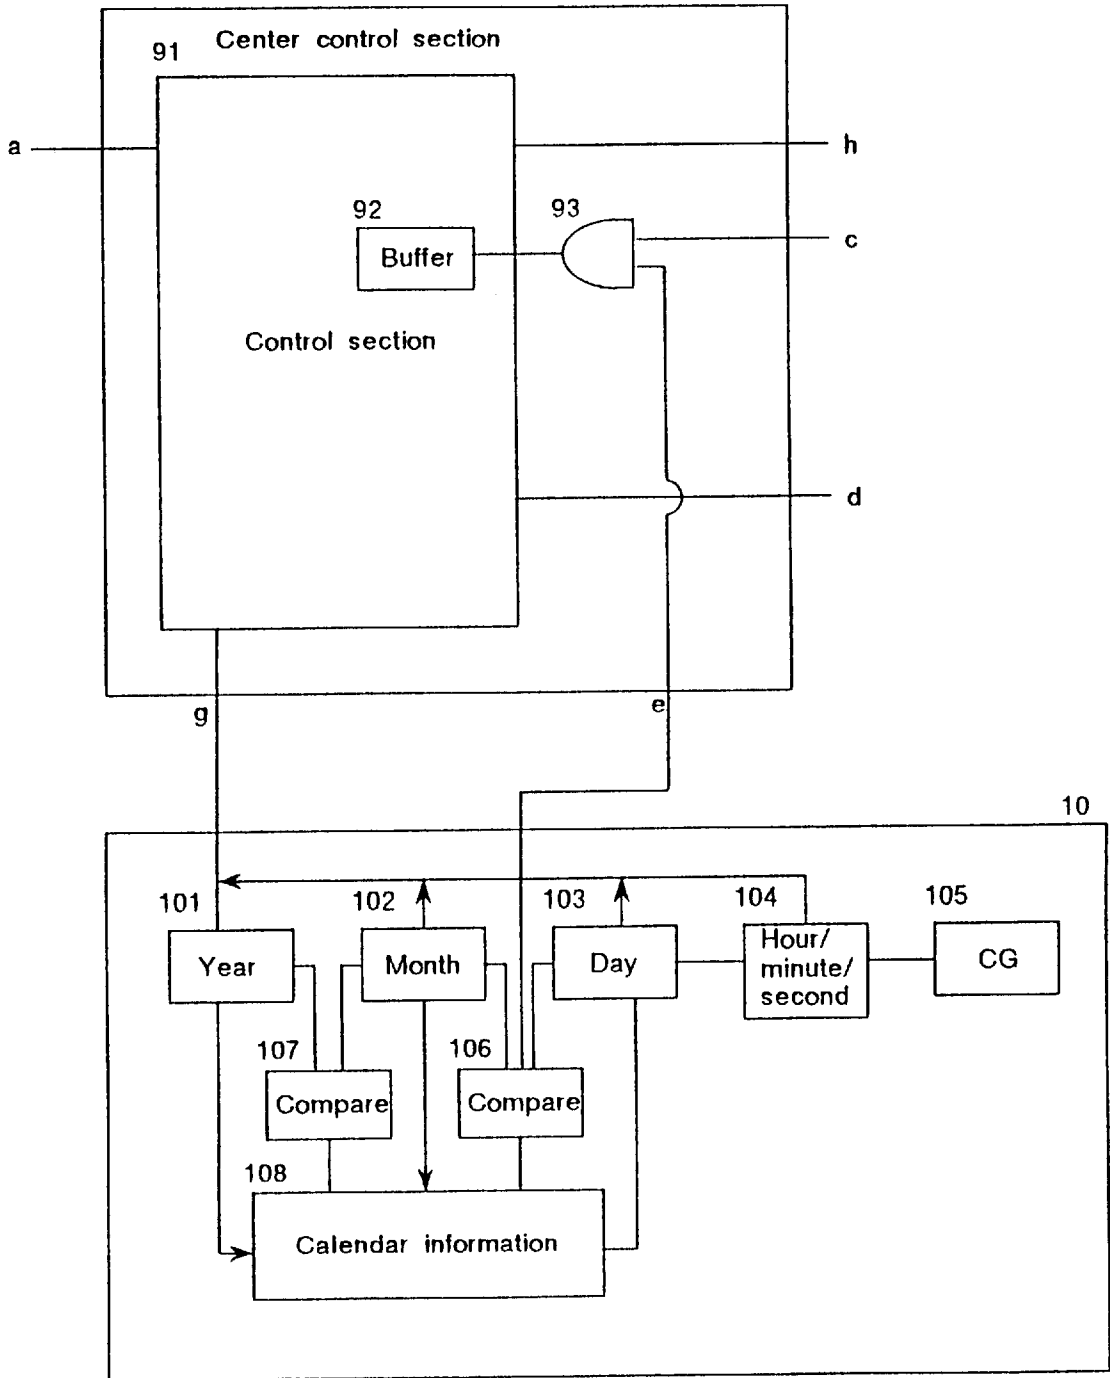 Center control section
91
a
h
92
93
c
Buffer
Control section
d
g
e
10
101
102
103
104
105
Year
Month
Day
Hour/
minute/
second
CG
107
106
Compare
Compare
108
Calendar information